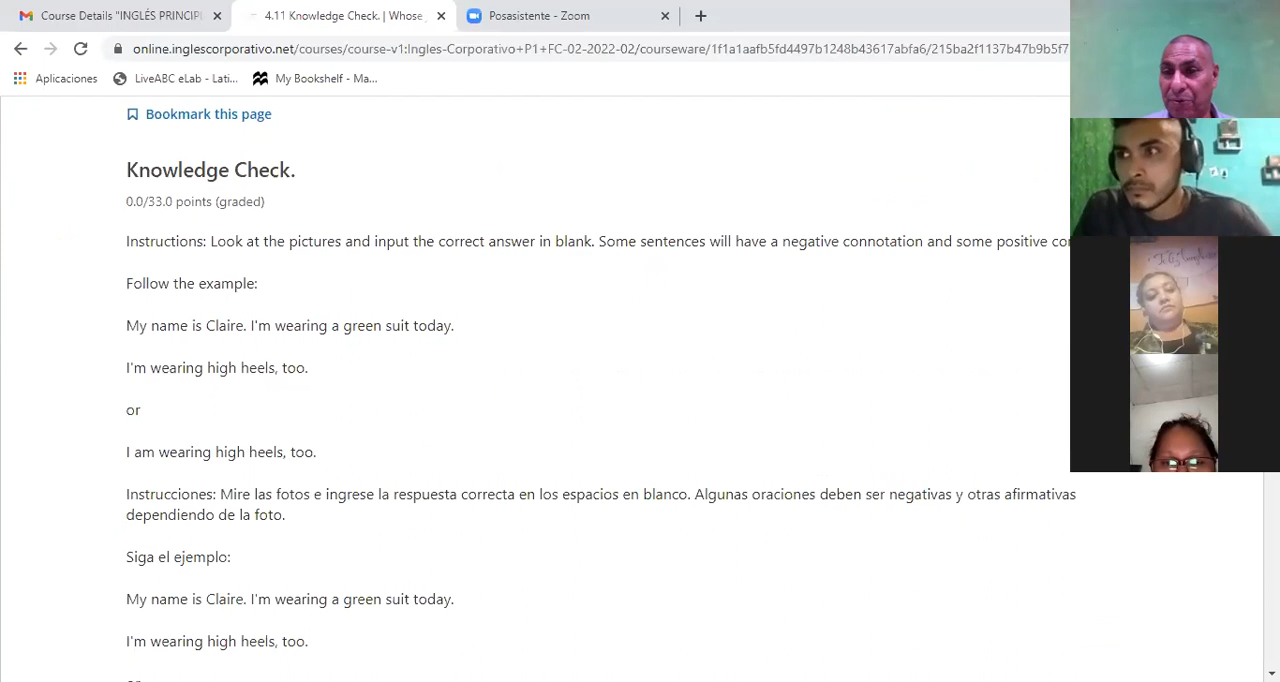 Course Details "INGLÉS PRINCIPI
4.11 Knowledge Check. | Whose
Posasistente - Zoom
online.inglescorporativo.net/courses/course-v1:Ingles-Corporativo+P1+FC-02-2022-02/courseware/1f1a1aafb5fd4497b1248b43617abfa6/215ba2f1137b47b9b5f7
Aplicaciones
LiveABC eLab - Lati...
My Bookshelf - Ma...
Bookmark this page
Knowledge Check.
0.0/33.0 points (graded)
Instructions: Look at the pictures and input the correct answer in blank. Some sentences will have a negative connotation and some positive co
Follow the example:
My name is Claire. I'm wearing a green suit today.
I'm wearing high heels, too.
or
I am wearing high heels, too.
Instrucciones: Mire las fotos e ingrese la respuesta correcta en los espacios en blanco. Algunas oraciones deben ser negativas y otras afirmativas
dependiendo de la foto.
Siga el ejemplo:
My name is Claire. I'm wearing a green suit today.
I'm wearing high heels, too.